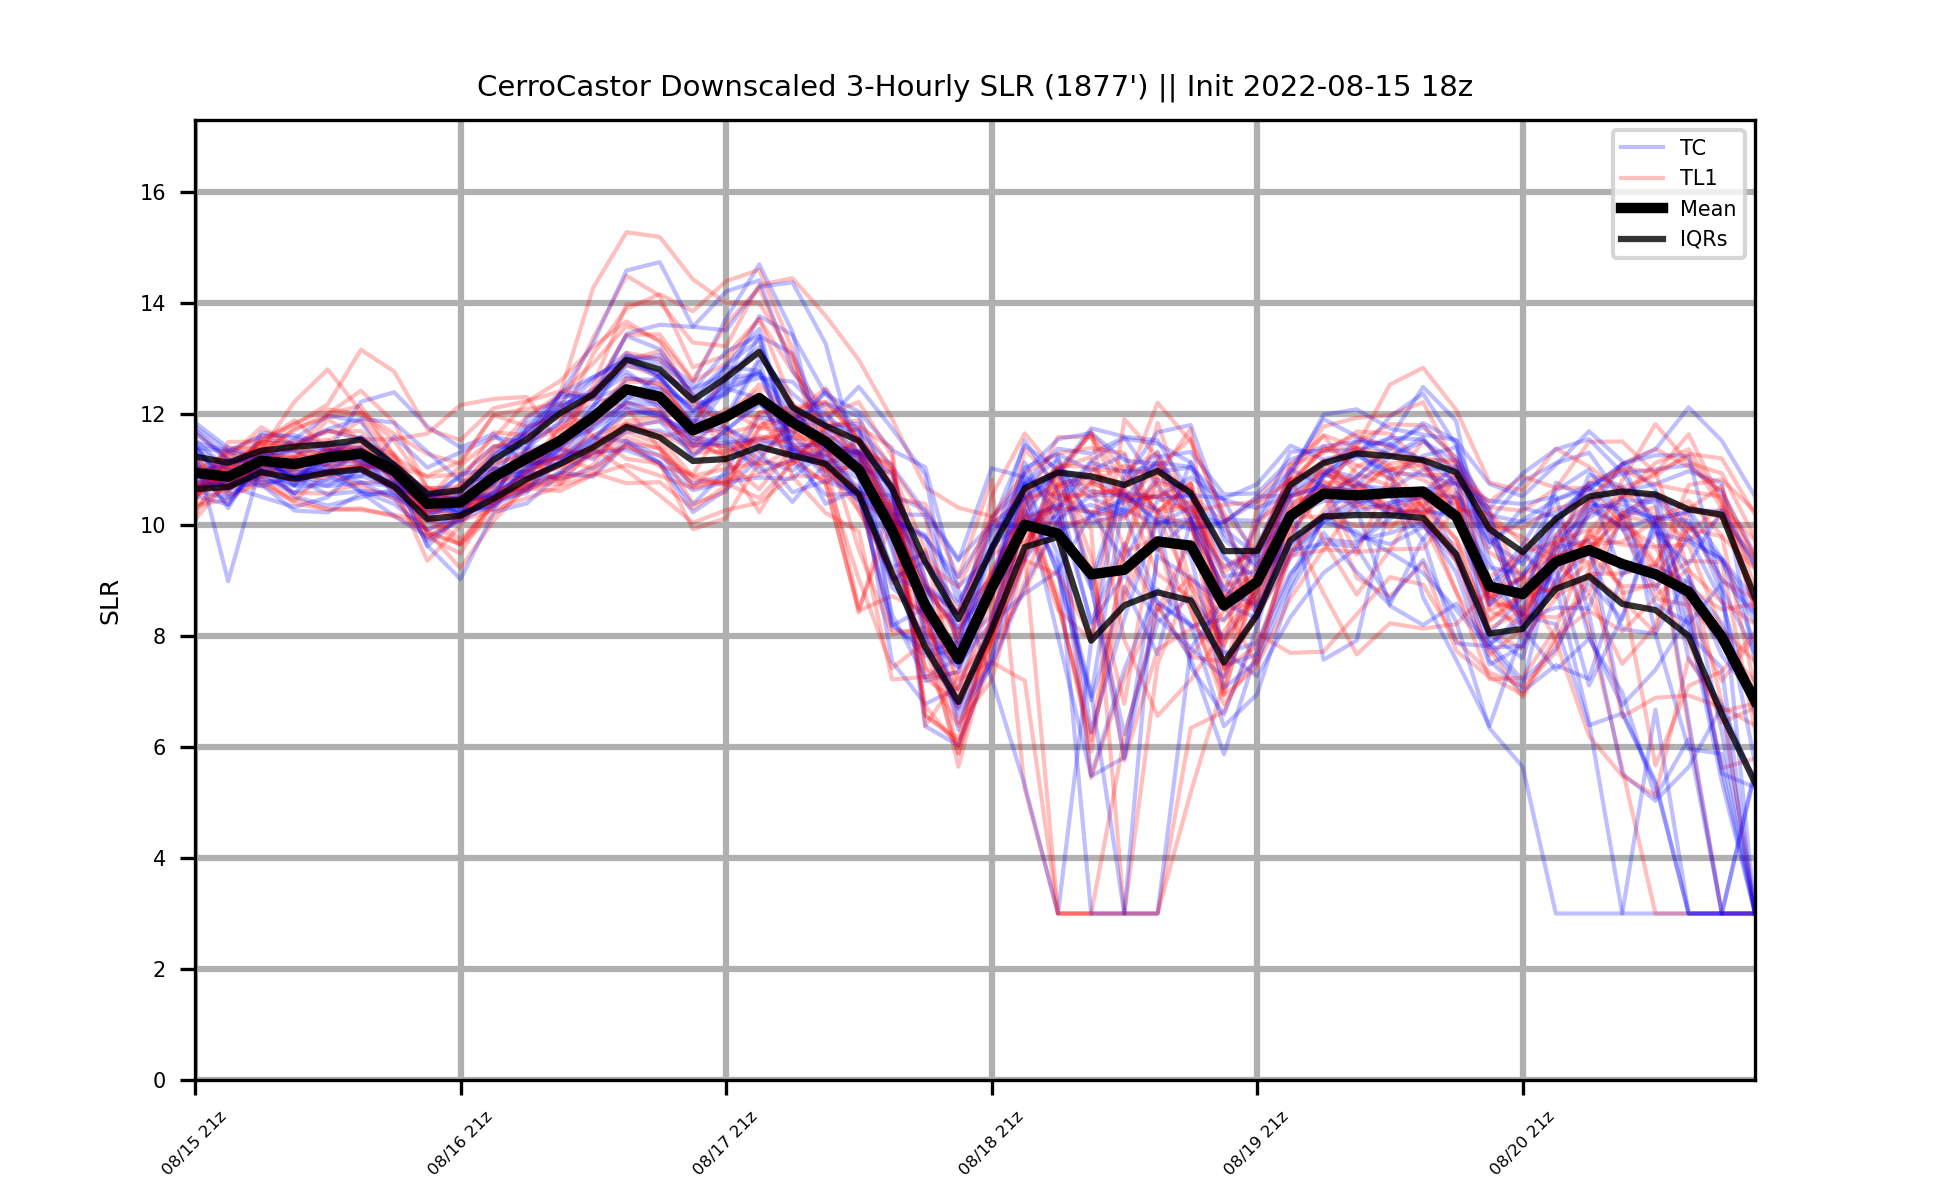 CerroCastor Downscaled 3-Hourly SLR (1877') || Init 2022-08-15 18z
TC
TL1
Mean
IQRs
16
14
12
10
8
6
4
2
0
SLR
08/15 21z
08/16 21z
08/17 21z
08/18 21z
08/19 21z
08/20 21z